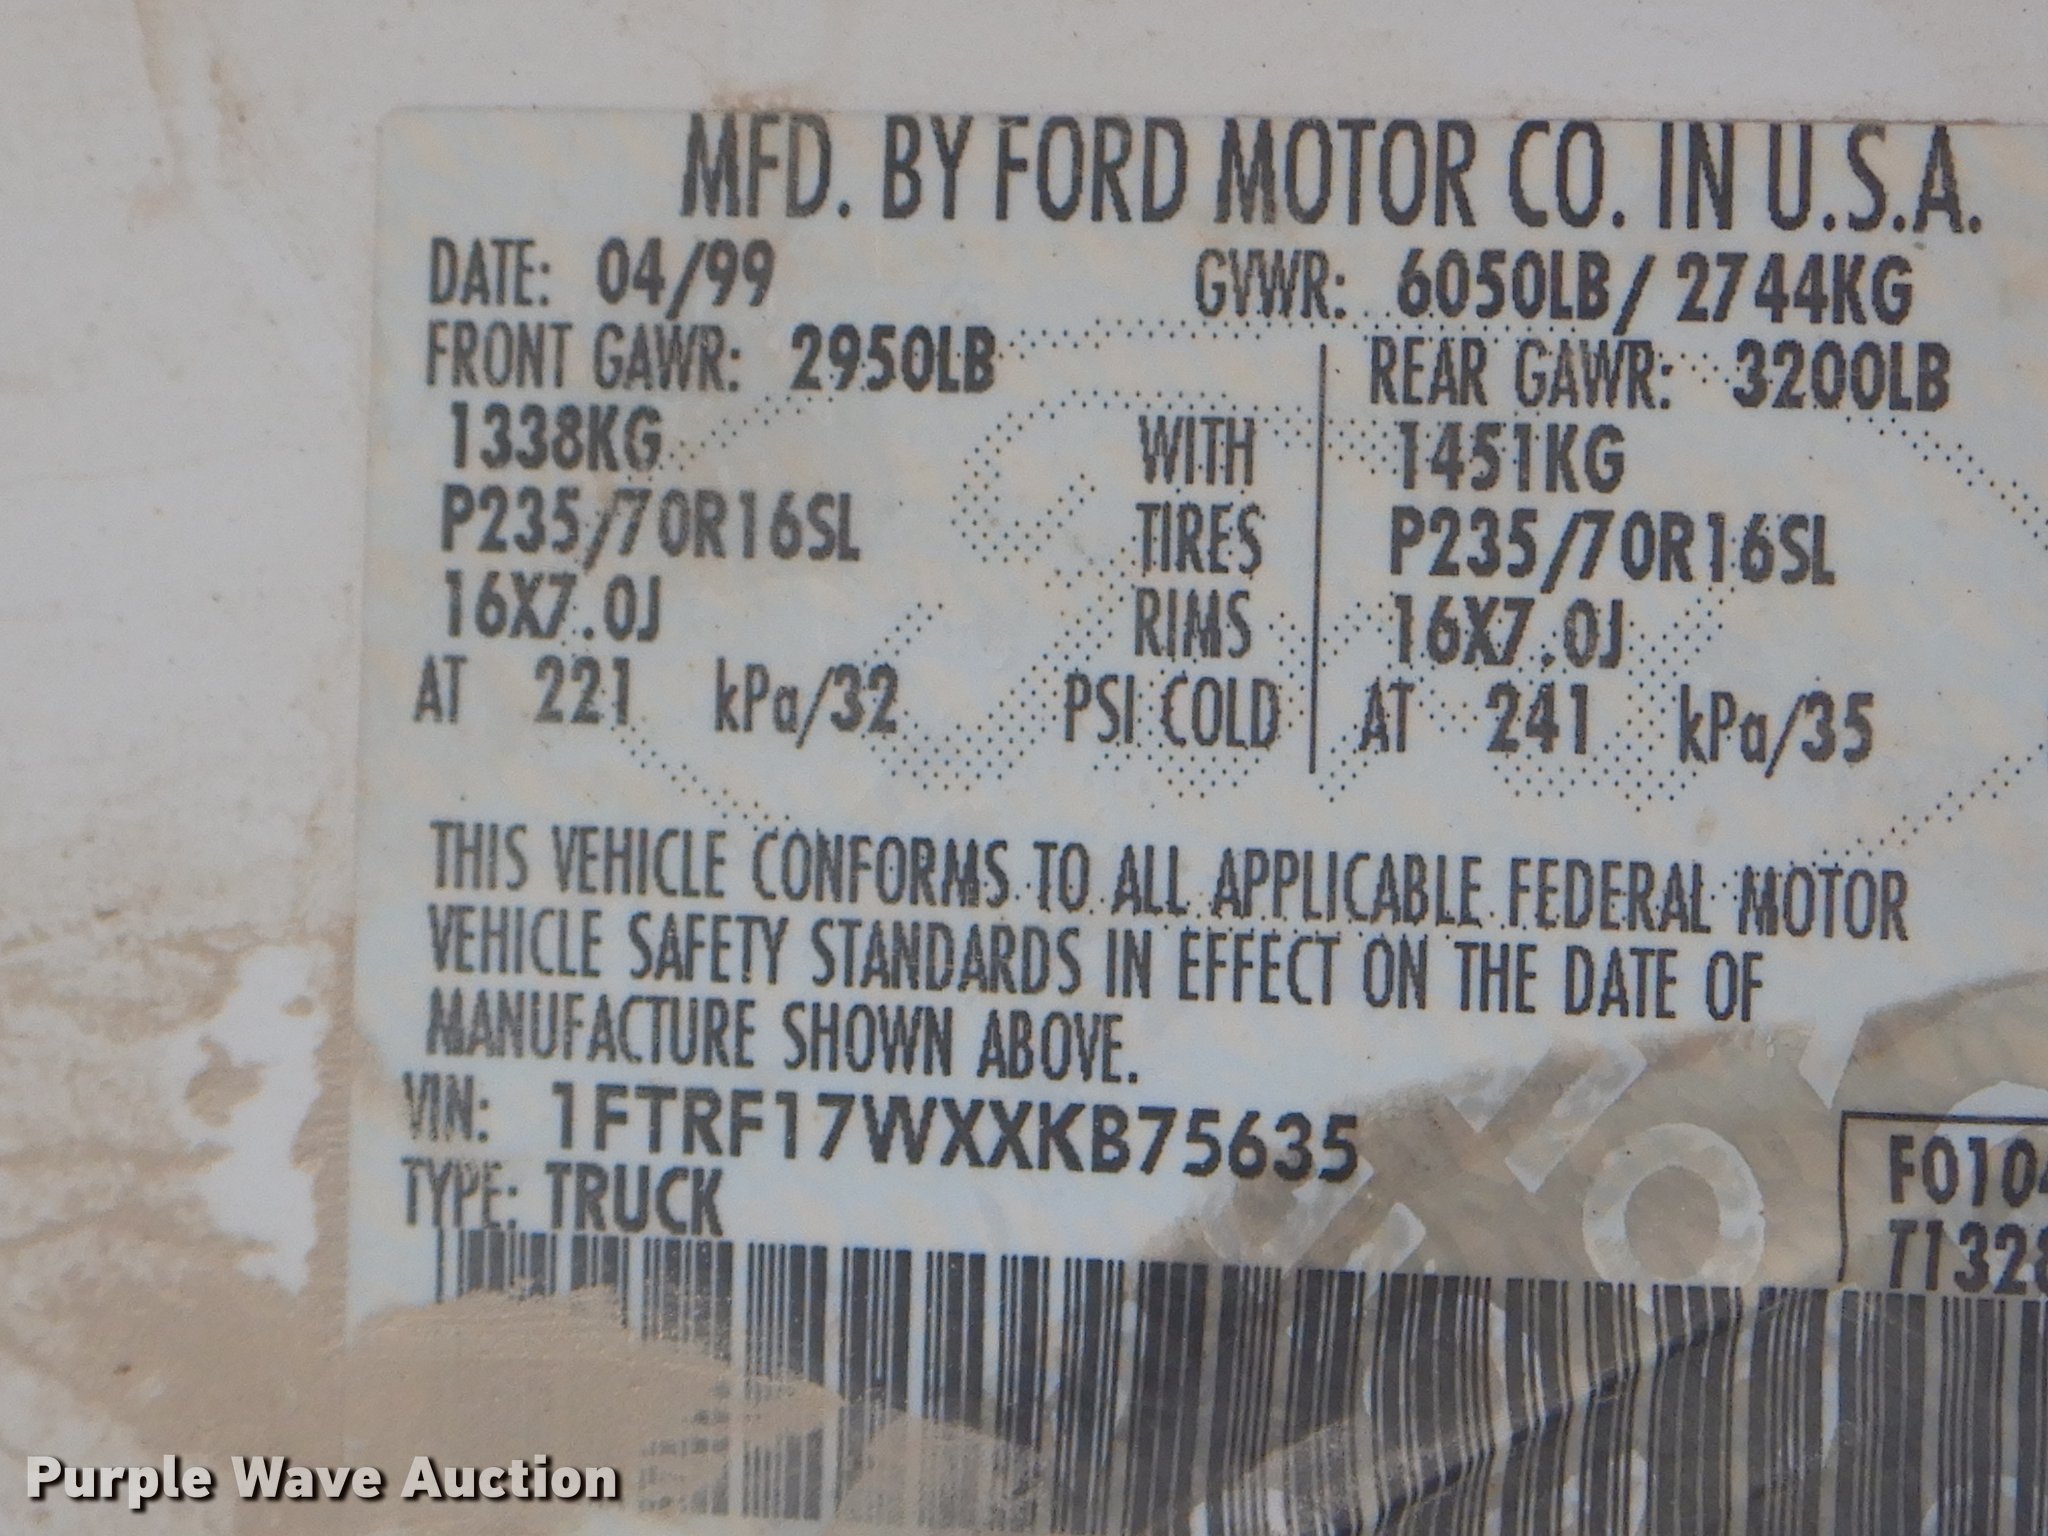 MFD. BY FORD MOTOR CO. IN U.S.A.
DATE: 04/99 GVWR: 6050LB/ 2744KG
FRONT GAWR: 2950LB REAR GAWR: 3200LB
1338KG WITH 1451KG
P235/70R16SL TIRES P235/70R16SL
16X7.0J RIMS 16X7.0J
AT 221 kPa/32 PSI COLD AT 241 kPa/35
THIS VEHICLE CONFORMS TO ALL APPLICABLE FEDERAL MOTOR
VEHICLE SAFETY STANDARDS IN EFFECT ON THE DATE OF
MANUFACTURE SHOWN ABOVE.
VIN: 1FTRF17WXXKB75635
TYPE: TRUCK
F0104
T1328
Purple Wave Auction